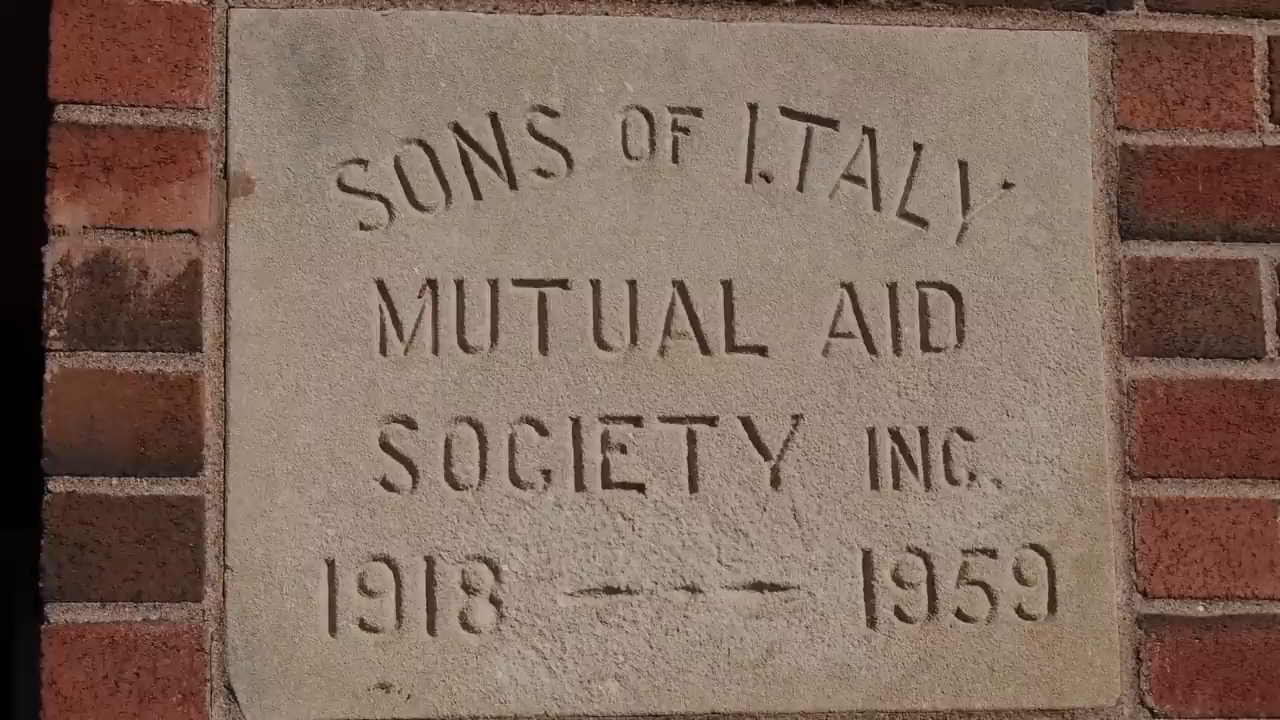 SONS OF ITALY
MUTUAL AID
SOCIETY INC.
1918 — - — 1959